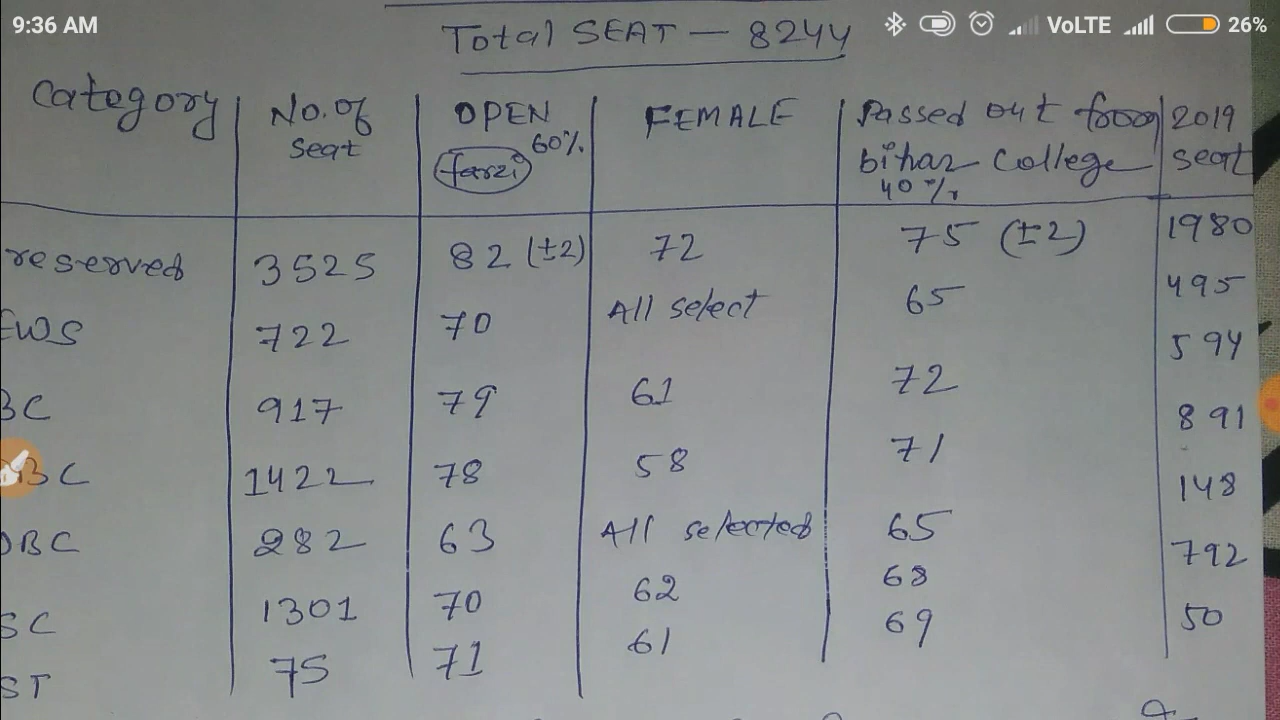 9:36 AM VoLTE 26%
Total SEAT — 8244
Category No. of Seat OPEN 60% (farzi) FEMALE Passed out from bihar College 40% 2019 seat
reserved 3525 82 (±2) 72 75 (±2) 1980
EWS 722 70 All select 65 495
BC 917 79 61 72 594
BC 1422 78 58 71 891
OBC 282 63 All selected 65 148
SC 1301 70 62 68 792
ST 75 71 61 69 50